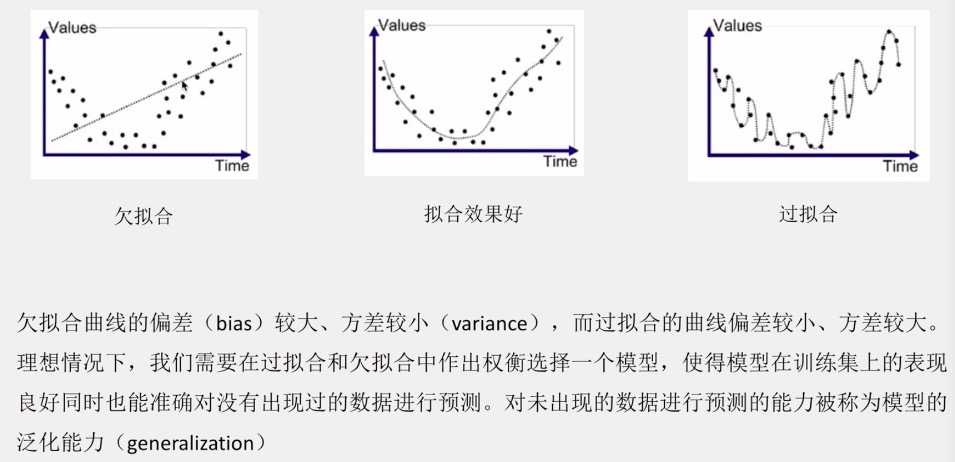 Values
Time
Values
Time
Values
Time
欠拟合
拟合效果好
过拟合
欠拟合曲线的偏差（bias）较大、方差较小（variance），而过拟合的曲线偏差较小、方差较大。
理想情况下，我们需要在过拟合和欠拟合中作出权衡选择一个模型，使得模型在训练集上的表现
良好同时也能准确对没有出现过的数据进行预测。对未出现的数据进行预测的能力被称为模型的
泛化能力（generalization）